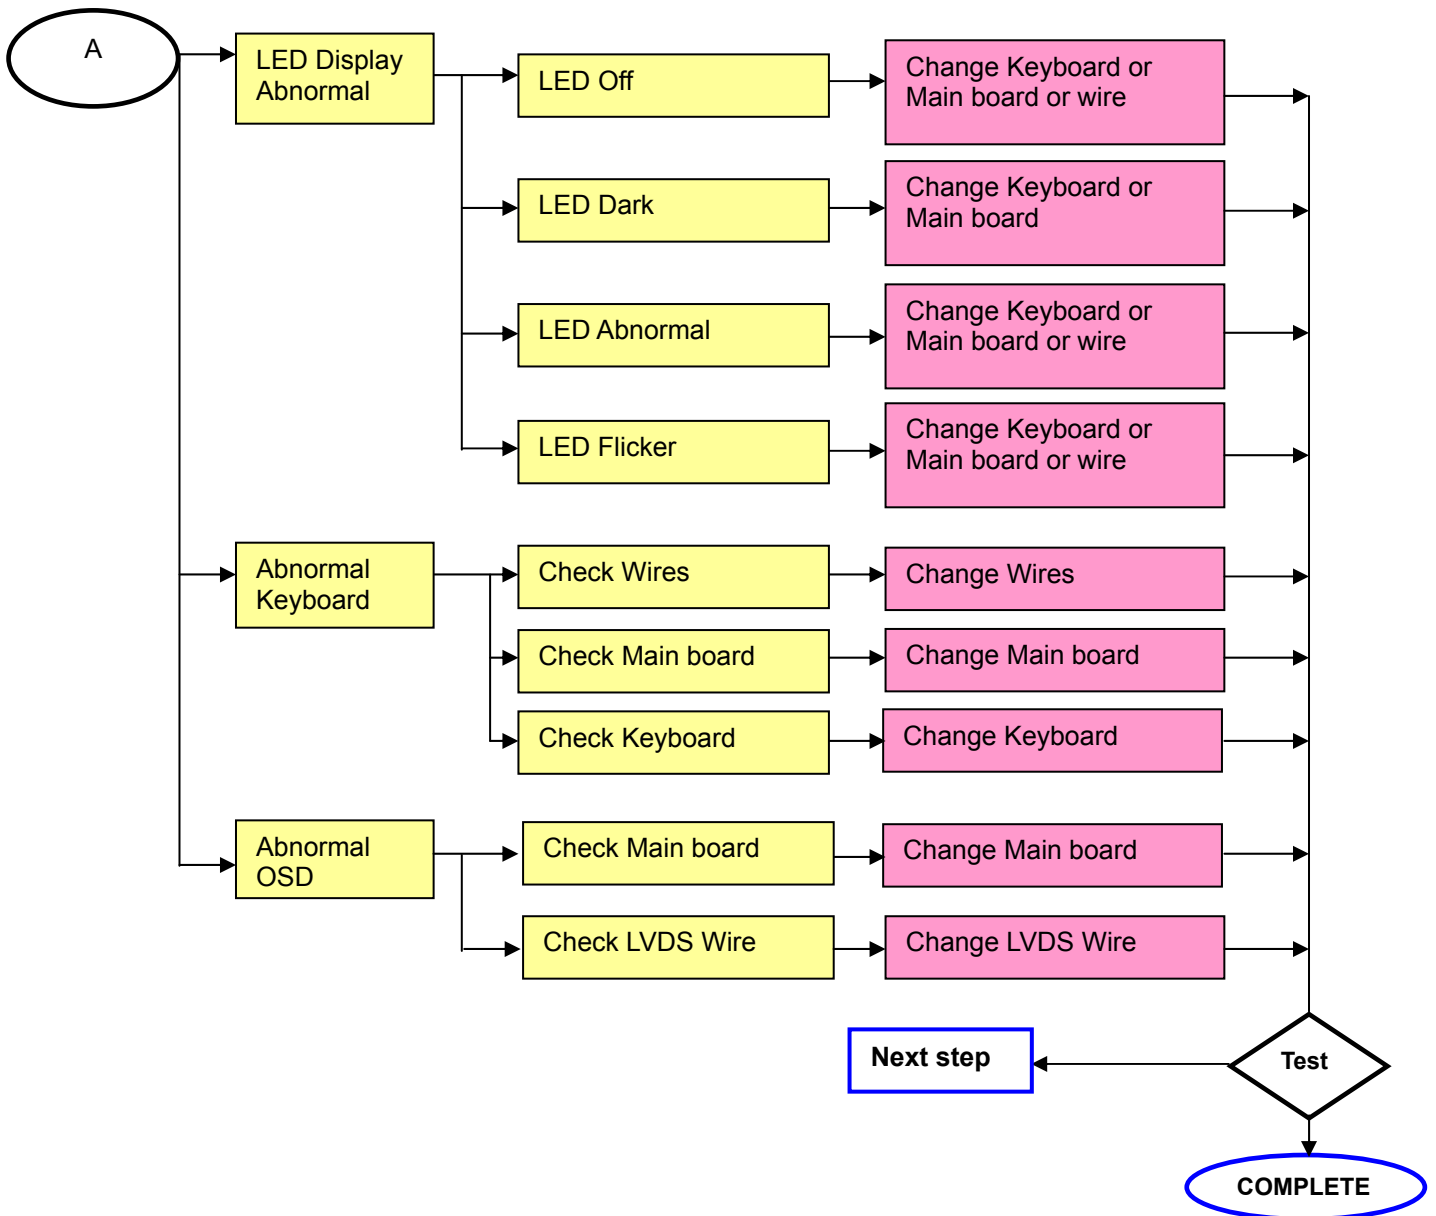 A
LED Display
Abnormal
LED Off
Change Keyboard or
Main board or wire
LED Dark
Change Keyboard or
Main board
LED Abnormal
Change Keyboard or
Main board or wire
LED Flicker
Change Keyboard or
Main board or wire
Abnormal
Keyboard
Check Wires
Change Wires
Check Main board
Change Main board
Check Keyboard
Change Keyboard
Abnormal
OSD
Check Main board
Change Main board
Check LVDS Wire
Change LVDS Wire
Next step
Test
COMPLETE